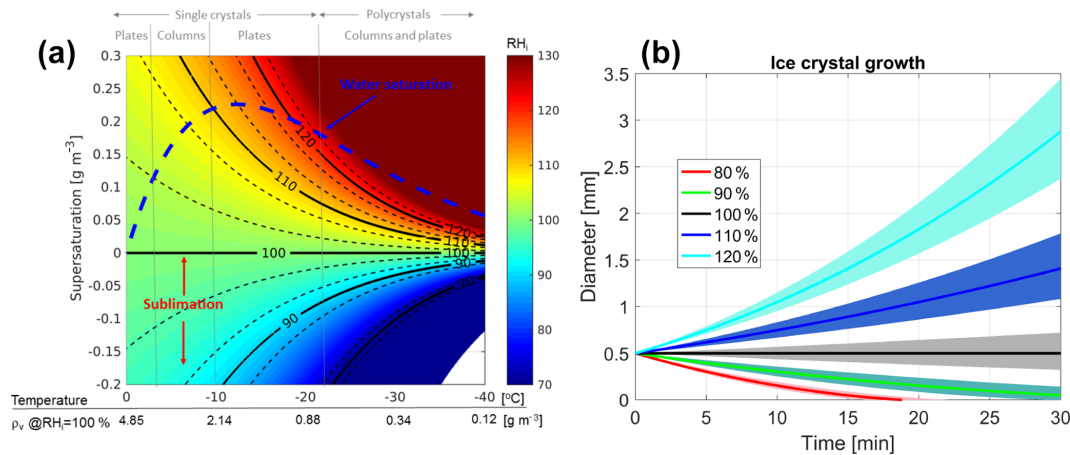 Single crystals
Polycrystals
Plates
Columns
Plates
Columns and plates
(a)
RHi
Supersaturation [g m⁻³]
0.3
0.25
0.2
0.15
0.1
0.05
0
-0.05
-0.1
-0.15
-0.2
Water saturation
120
110
100
90
Sublimation
120
110
100
90
130
120
110
100
90
80
70
Temperature
0
-10
-20
-30
-40
[°C]
ρv @RHi=100 %
4.85
2.14
0.88
0.34
0.12
[g m⁻³]
(b)
Ice crystal growth
Diameter [mm]
3.5
3
2.5
2
1.5
1
0.5
0
80 %
90 %
100 %
110 %
120 %
0
5
10
15
20
25
30
Time [min]